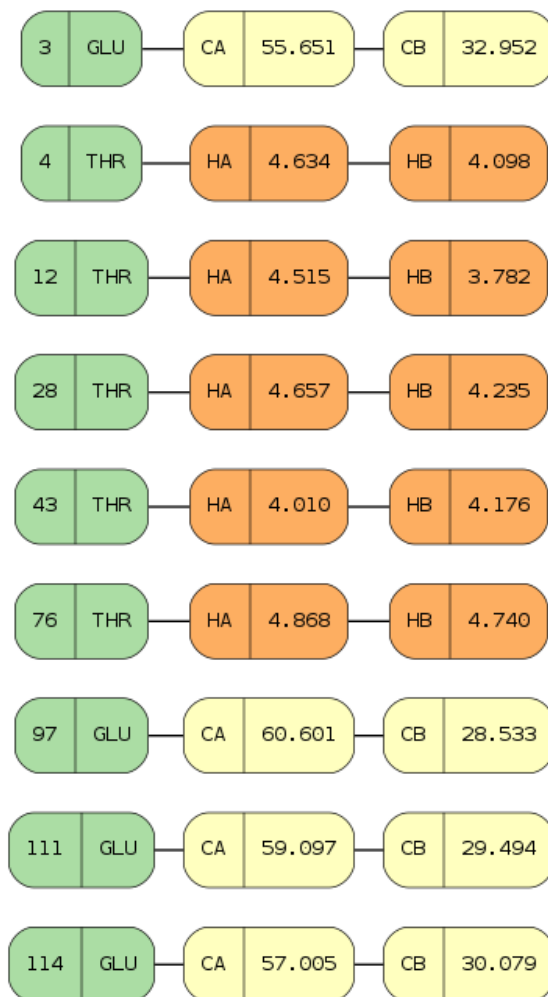 3 GLU CA 55.651 CB 32.952
4 THR HA 4.634 HB 4.098
12 THR HA 4.515 HB 3.782
28 THR HA 4.657 HB 4.235
43 THR HA 4.010 HB 4.176
76 THR HA 4.868 HB 4.740
97 GLU CA 60.601 CB 28.533
111 GLU CA 59.097 CB 29.494
114 GLU CA 57.005 CB 30.079